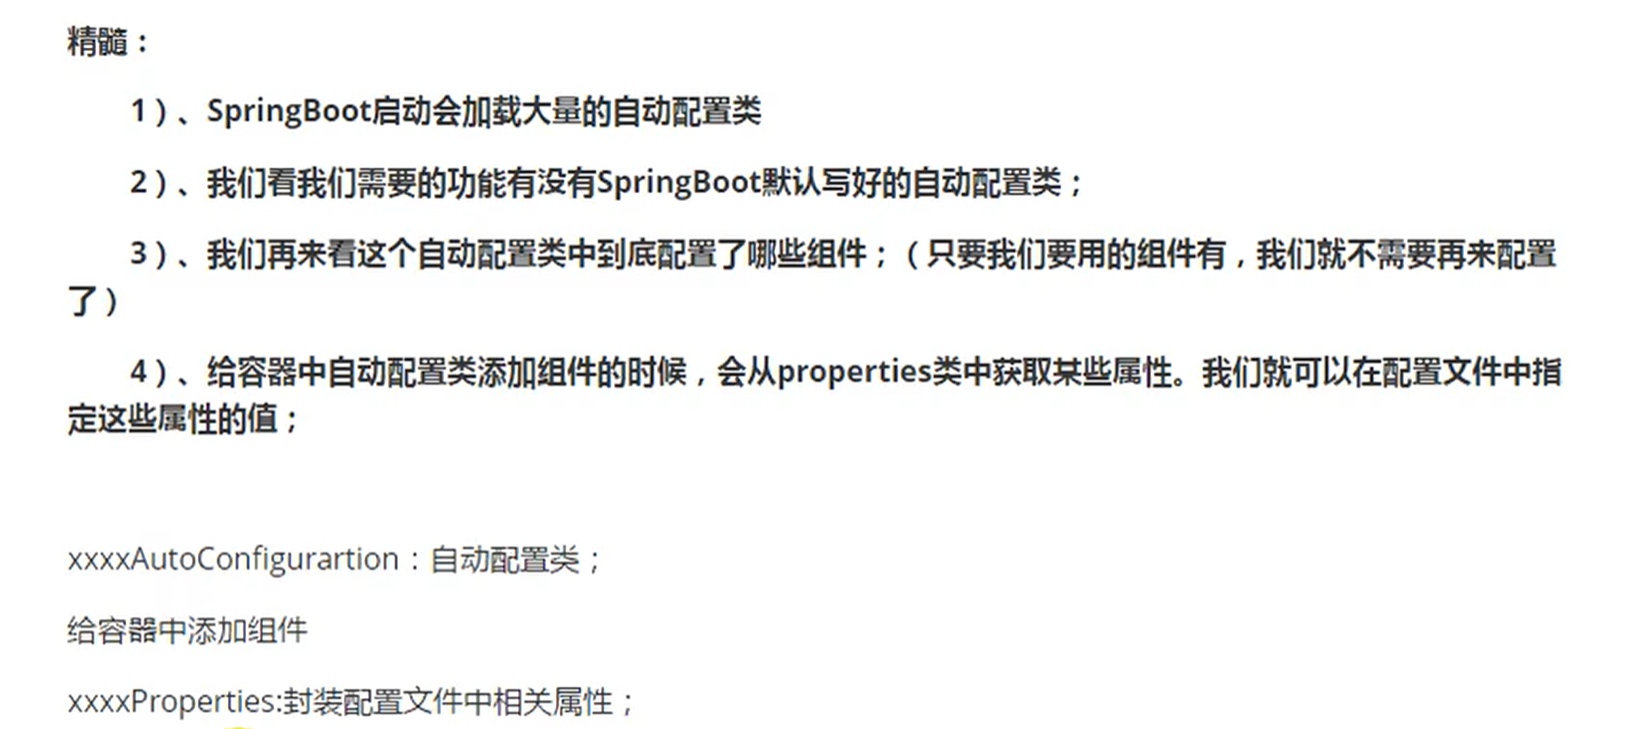 精髓：
1）、SpringBoot启动会加载大量的自动配置类
2）、我们看我们需要的功能有没有SpringBoot默认写好的自动配置类；
3）、我们再来看这个自动配置类中到底配置了哪些组件；（只要我们要用的组件有，我们就不需要再来配置
了）
4）、给容器中自动配置类添加组件的时候，会从properties类中获取某些属性。我们就可以在配置文件中指
定这些属性的值；
xxxxAutoConfigurartion：自动配置类；
给容器中添加组件
xxxxProperties:封装配置文件中相关属性；